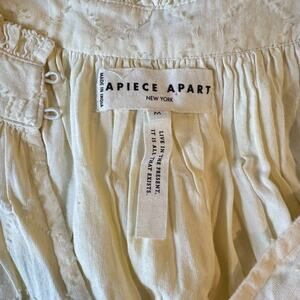 MADE IN INDIA
APIECE APART
NEW YORK
M
LIVE IN THE PRESENT.
IT IS ALL THAT
EXISTS.